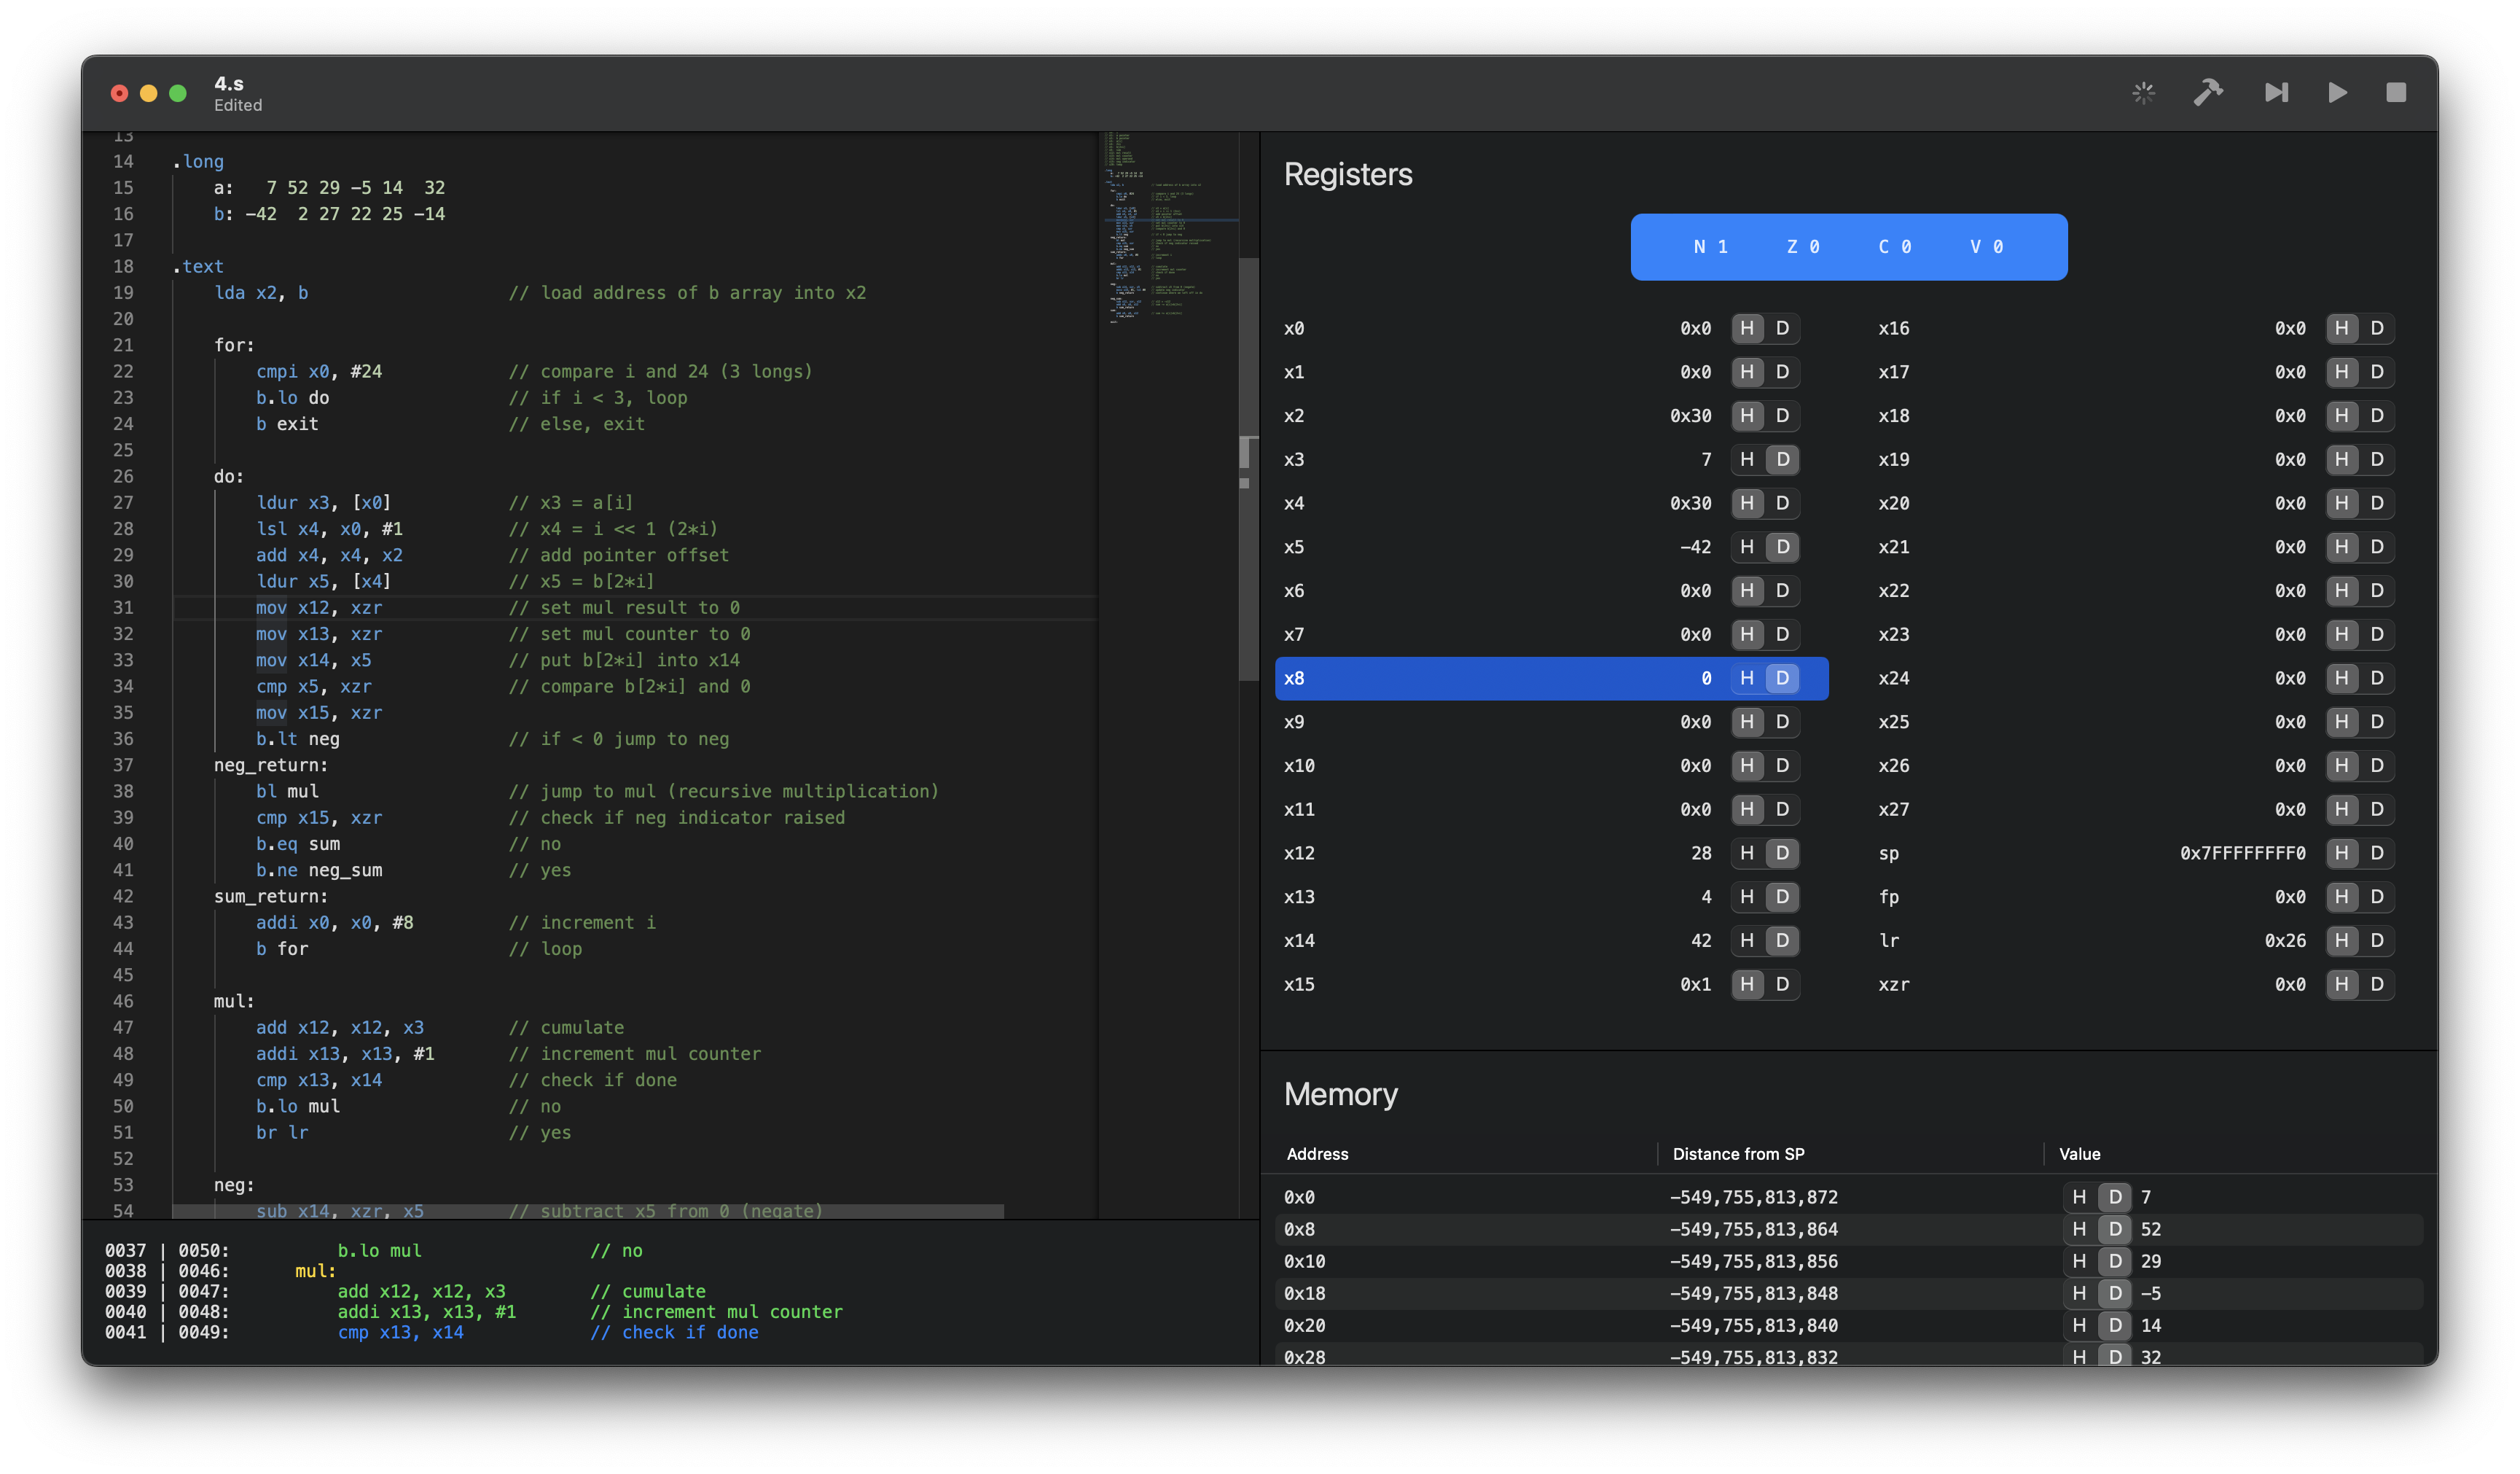 4.s
Edited
13
14 .long
15 a: 7 52 29 -5 14 32
16 b: -42 2 27 22 25 -14
17
18 .text
19 lda x2, b // load address of b array into x2
20
21 for:
22 cmpi x0, #24 // compare i and 24 (3 longs)
23 b.lo do // if i < 3, loop
24 b exit // else, exit
25
26 do:
27 ldur x3, [x0] // x3 = a[i]
28 lsl x4, x0, #1 // x4 = i << 1 (2*i)
29 add x4, x4, x2 // add pointer offset
30 ldur x5, [x4] // x5 = b[2*i]
31 mov x12, xzr // set mul result to 0
32 mov x13, xzr // set mul counter to 0
33 mov x14, x5 // put b[2*i] into x14
34 cmp x5, xzr // compare b[2*i] and 0
35 mov x15, xzr
36 b.lt neg // if < 0 jump to neg
37 neg_return:
38 bl mul // jump to mul (recursive multiplication)
39 cmp x15, xzr // check if neg indicator raised
40 b.eq sum // no
41 b.ne neg_sum // yes
42 sum_return:
43 addi x0, x0, #8 // increment i
44 b for // loop
45
46 mul:
47 add x12, x12, x3 // cumulate
48 addi x13, x13, #1 // increment mul counter
49 cmp x13, x14 // check if done
50 b.lo mul // no
51 br lr // yes
52
53 neg:
54 sub x14, xzr, x5 // subtract x5 from 0 (negate)
0037 | 0050: b.lo mul // no
0038 | 0046: mul:
0039 | 0047: add x12, x12, x3 // cumulate
0040 | 0048: addi x13, x13, #1 // increment mul counter
0041 | 0049: cmp x13, x14 // check if done
Registers
N 1 Z 0 C 0 V 0
x0 0x0 H D x16 0x0 H D
x1 0x0 H D x17 0x0 H D
x2 0x30 H D x18 0x0 H D
x3 7 H D x19 0x0 H D
x4 0x30 H D x20 0x0 H D
x5 -42 H D x21 0x0 H D
x6 0x0 H D x22 0x0 H D
x7 0x0 H D x23 0x0 H D
x8 0 H D x24 0x0 H D
x9 0x0 H D x25 0x0 H D
x10 0x0 H D x26 0x0 H D
x11 0x0 H D x27 0x0 H D
x12 28 H D sp 0x7FFFFFFFF0 H D
x13 4 H D fp 0x0 H D
x14 42 H D lr 0x26 H D
x15 0x1 H D xzr 0x0 H D
Memory
Address Distance from SP Value
0x0 -549,755,813,872 H D 7
0x8 -549,755,813,864 H D 52
0x10 -549,755,813,856 H D 29
0x18 -549,755,813,848 H D -5
0x20 -549,755,813,840 H D 14
0x28 -549,755,813,832 H D 32